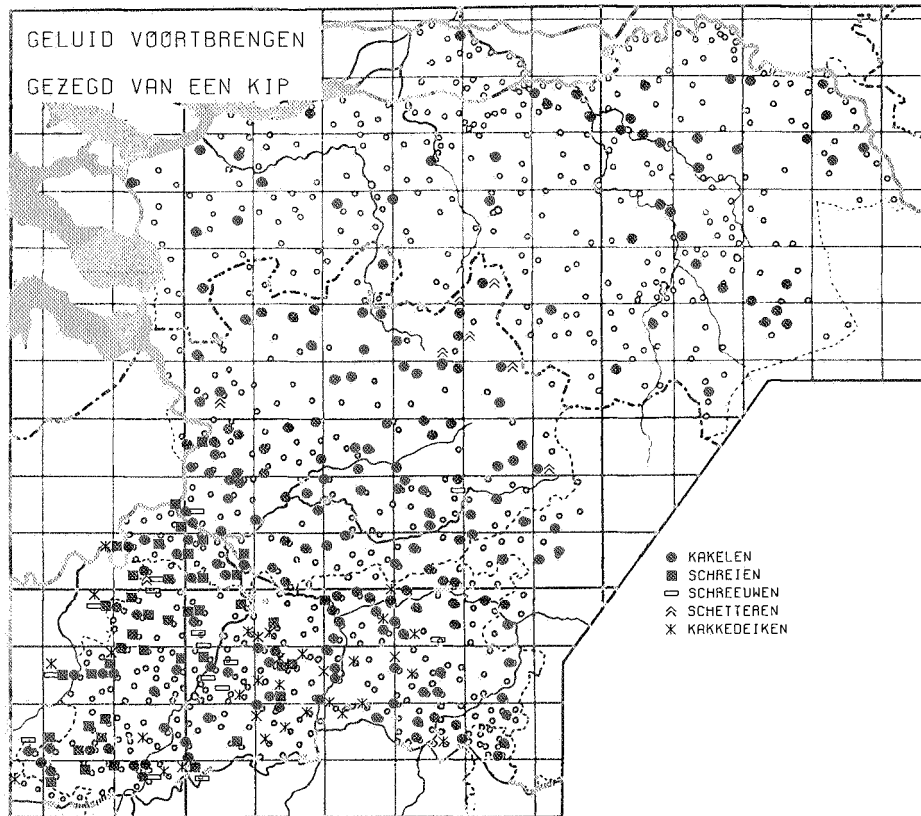 GELUID VOORTBRENGEN
GEZEGD VAN EEN KIP
KAKELEN
SCHREIEN
SCHREEUWEN
SCHETTEREN
KAKKEDEIKEN